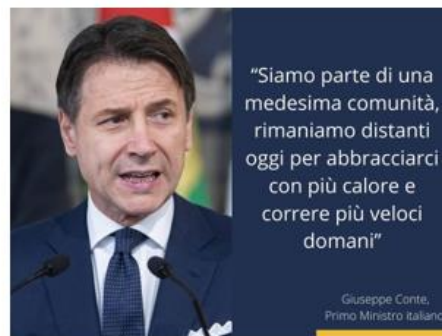 “Siamo parte di una
medesima comunità,
rimaniamo distanti
oggi per abbracciarci
con più calore e
correre più veloci
domani”
Giuseppe Conte,
Primo Ministro italiano